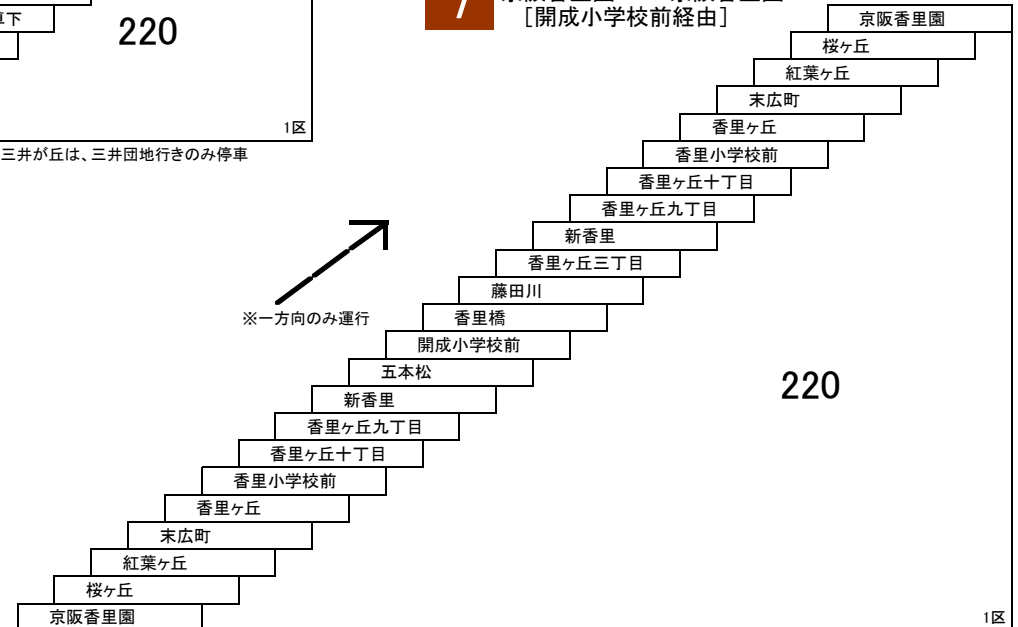 220
1区
三井が丘は、三井団地行きのみ停車
7
[開成小学校前経由]
京阪香里園
桜ヶ丘
紅葉ヶ丘
末広町
香里ヶ丘
香里小学校前
香里ヶ丘十丁目
香里ヶ丘九丁目
新香里
香里ヶ丘三丁目
藤田川
香里橋
開成小学校前
五本松
新香里
香里ヶ丘九丁目
香里ヶ丘十丁目
香里小学校前
香里ヶ丘
末広町
紅葉ヶ丘
桜ヶ丘
京阪香里園
※一方向のみ運行
220
1区